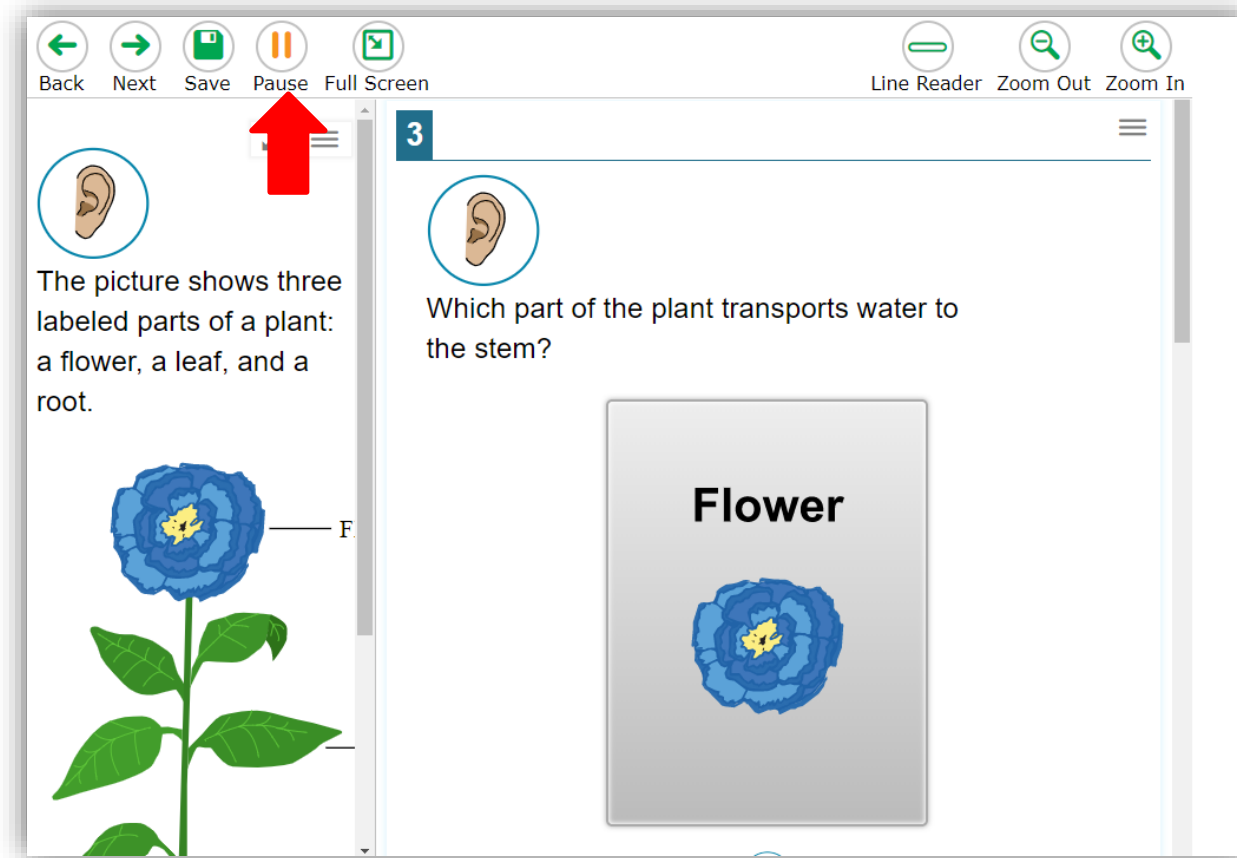 Back Next Save Pause Full Screen Line Reader Zoom Out Zoom In
The picture shows three
labeled parts of a plant:
a flower, a leaf, and a
root.
F
3
Which part of the plant transports water to
the stem?
Flower